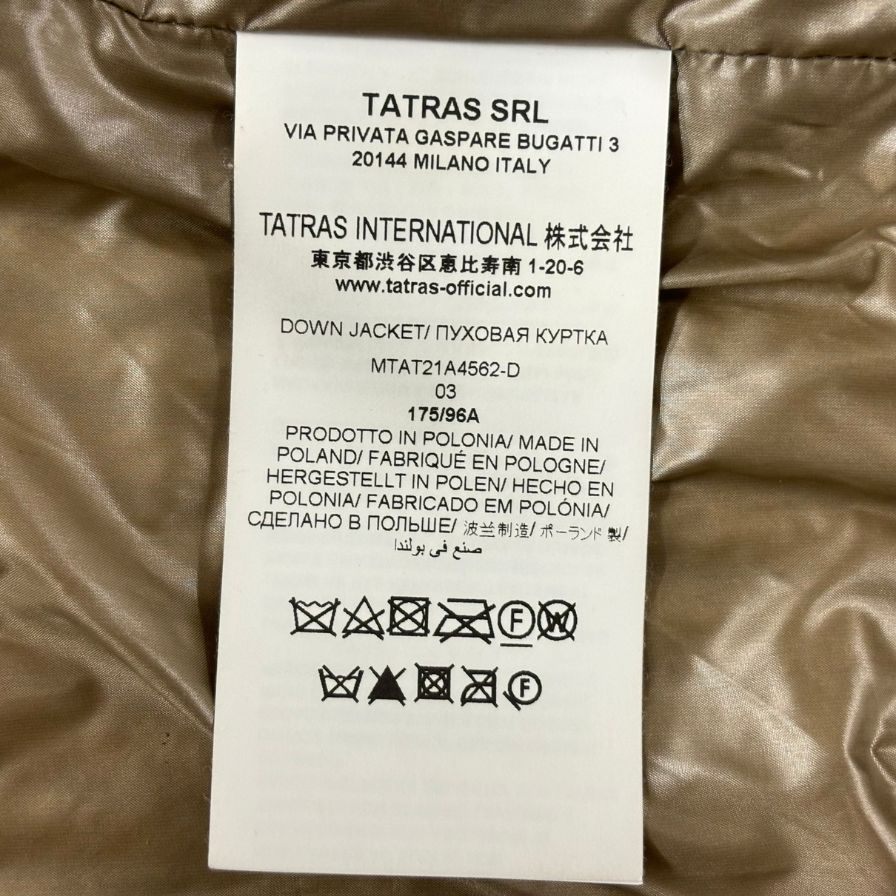 TATRAS SRL
VIA PRIVATA GASPARE BUGATTI 3
20144 MILANO ITALY
TATRAS INTERNATIONAL 株式会社
東京都渋谷区恵比寿南 1-20-6
www.tatras-official.com
DOWN JACKET/ ПУХОВАЯ КУРТКА
MTAT21A4562-D
03
175/96A
PRODOTTO IN POLONIA/ MADE IN
POLAND/ FABRIQUÉ EN POLOGNE/
HERGESTELLT IN POLEN/ HECHO EN
POLONIA/ FABRICADO EM POLÓNIA/
СДЕЛАНО В ПОЛЬШЕ/ 波兰制造/ ポーランド 製/
صنع في بولندا
F W
F